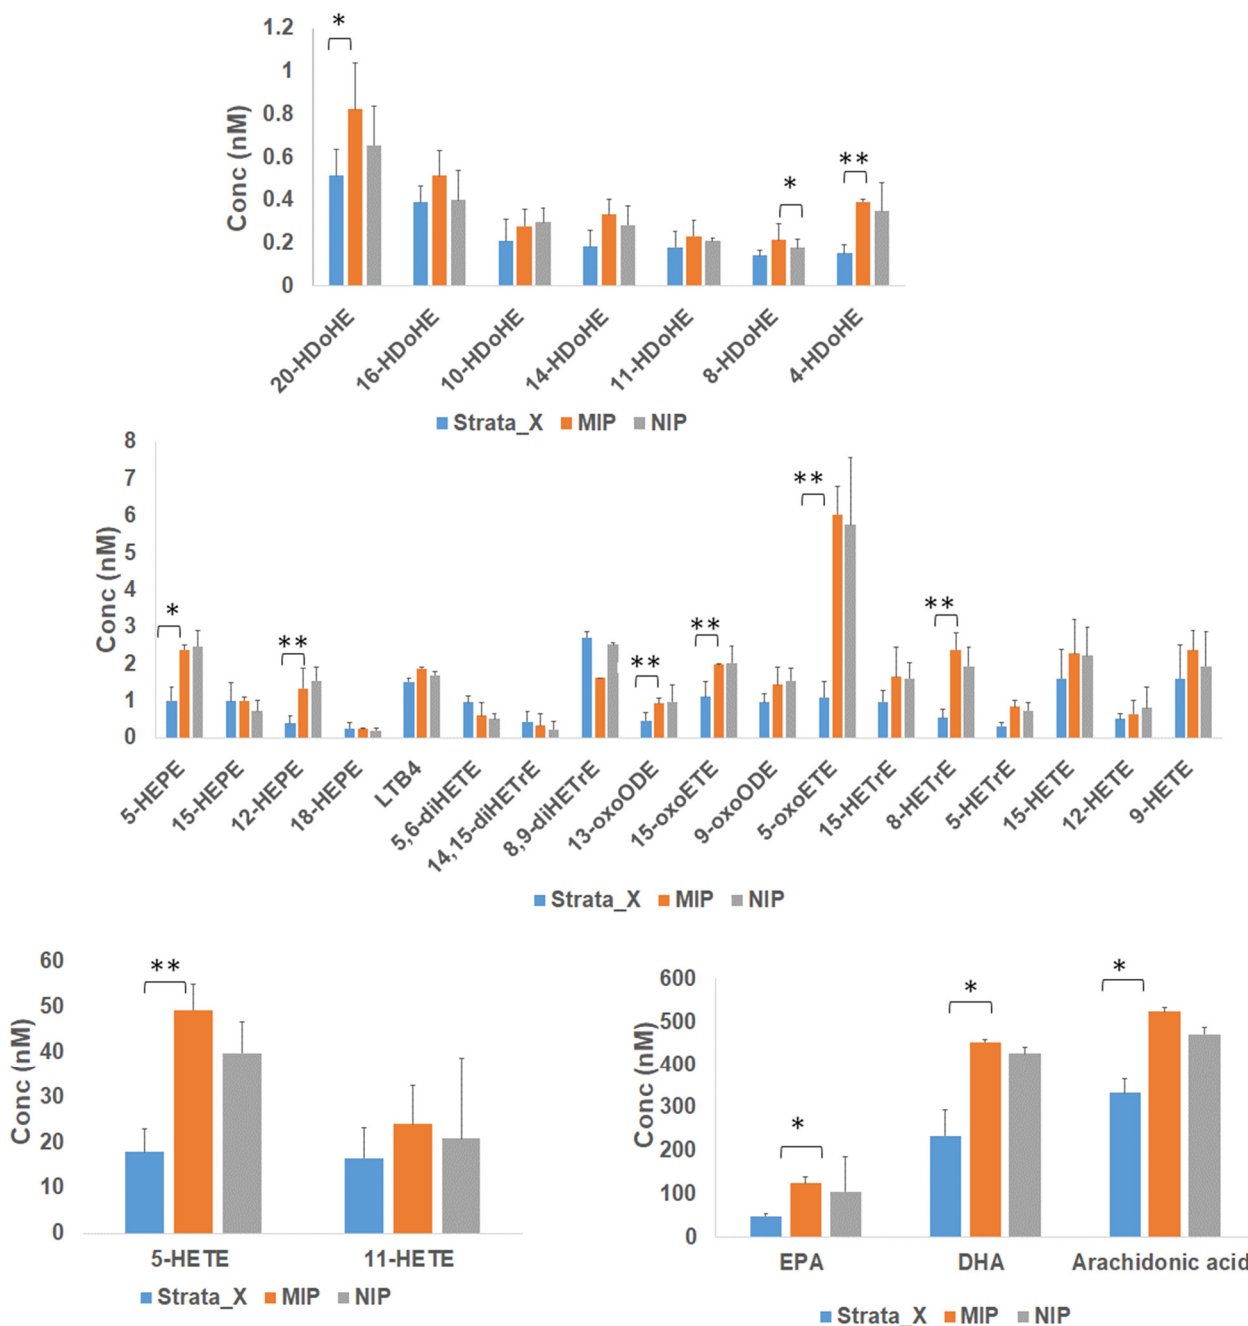 1.2
*
1
0.8
0.6
**
*
0.4
0.2
0
Conc (nM)
20-HDoHE
16-HDoHE
10-HDoHE
14-HDoHE
11-HDoHE
8-HDoHE
4-HDoHE
Strata_X MIP NIP
8
7
**
6
5
4
**
*
3
**
**
**
2
1
0
Conc (nM)
5-HEPE
15-HEPE
12-HEPE
18-HEPE
LTB4
5,6-diHETE
14,15-diHETrE
8,9-diHETrE
13-oxoODE
15-oxoETE
9-oxoODE
5-oxoETE
15-HETrE
8-HETrE
5-HETrE
15-HETE
12-HETE
9-HETE
Strata_X MIP NIP
60
**
50
40
30
20
10
0
Conc (nM)
5-HETE 11-HETE
Strata_X MIP NIP
600
*
*
500
400
300
200
*
100
0
Conc (nM)
EPA DHA Arachidonic acid
Strata_X MIP NIP